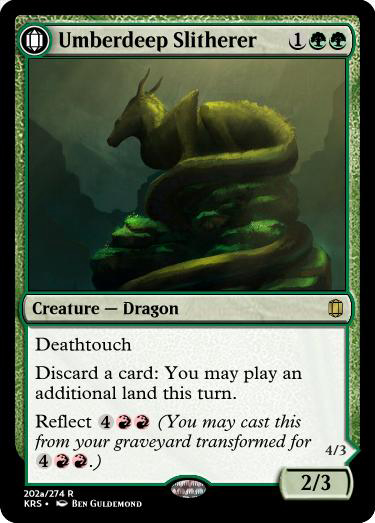 Umberdeep Slitherer 1
Creature — Dragon
Deathtouch
Discard a card: You may play an
additional land this turn.
Reflect 4 (You may cast this
from your graveyard transformed for
4 .)
4/3
2/3
202a/274 R
KRS • Ben Guldemond